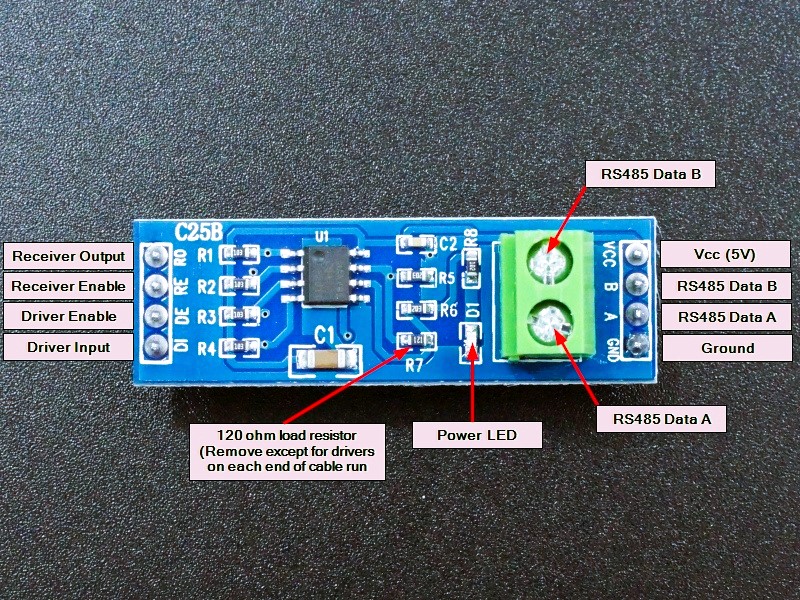 RS485 Data B
C25B
Receiver Output
Receiver Enable
Driver Enable
Driver Input
RO
RE
DE
DI
R1
R2
R3
R4
U1
C1
C2
R5
R6
R7
R8
D1
VCC
B
A
GND
Vcc (5V)
RS485 Data B
RS485 Data A
Ground
120 ohm load resistor
(Remove except for drivers
on each end of cable run
Power LED
RS485 Data A